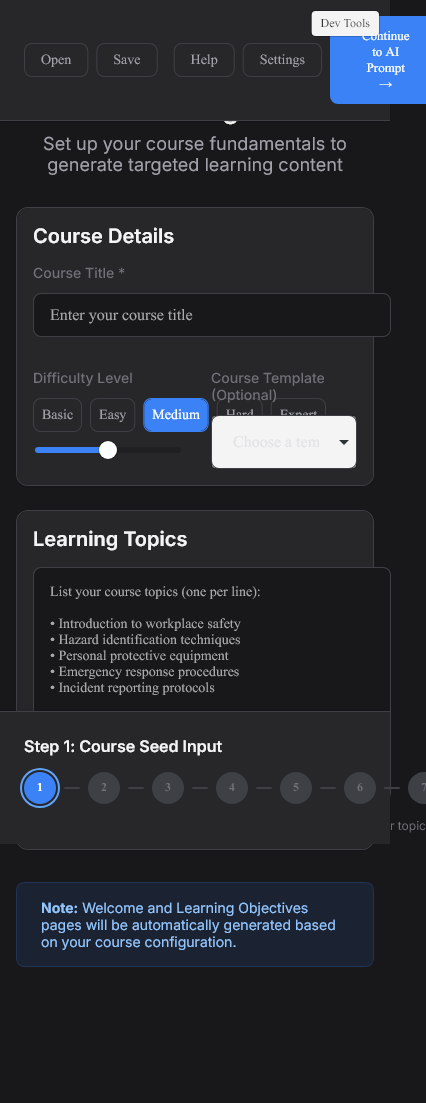 Dev Tools
Open
Save
Help
Settings
Continue
to AI
Prompt
→
Set up your course fundamentals to
generate targeted learning content
Course Details
Course Title *
Enter your course title
Difficulty Level
Course Template
(Optional)
Basic
Easy
Medium
Hard
Expert
Choose a tem
Learning Topics
List your course topics (one per line):
• Introduction to workplace safety
• Hazard identification techniques
• Personal protective equipment
• Emergency response procedures
• Incident reporting protocols
Step 1: Course Seed Input
1
2
3
4
5
6
7
r topic
Note: Welcome and Learning Objectives
pages will be automatically generated based
on your course configuration.